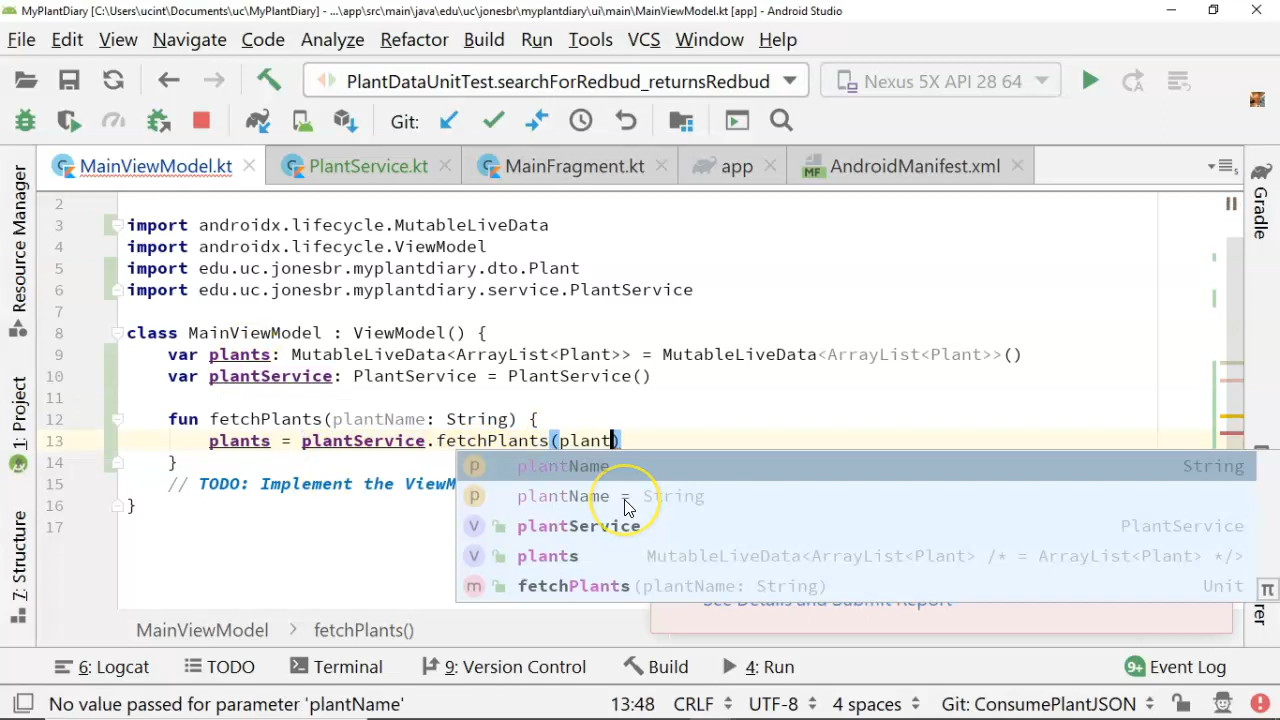 MyPlantDiary [C:\Users\ucint\Documents\uc\MyPlantDiary] - ...\app\src\main\java\edu\uc\jonesbr\myplantdiary\ui\main\MainViewModel.kt [app] - Android Studio
File Edit View Navigate Code Analyze Refactor Build Run Tools VCS Window Help
PlantDataUnitTest.searchForRedbud_returnsRedbud Nexus 5X API 28 64
Git:
MainViewModel.kt PlantService.kt MainFragment.kt app AndroidManifest.xml
Resource Manager
1: Project
7: Structure
Gradle
2
3 import androidx.lifecycle.MutableLiveData
4 import androidx.lifecycle.ViewModel
5 import edu.uc.jonesbr.myplantdiary.dto.Plant
6 import edu.uc.jonesbr.myplantdiary.service.PlantService
7
8 class MainViewModel : ViewModel() {
9 var plants: MutableLiveData<ArrayList<Plant>> = MutableLiveData<ArrayList<Plant>>()
10 var plantService: PlantService = PlantService()
11
12 fun fetchPlants(plantName: String) {
13 plants = plantService.fetchPlants(plant)
14 }
15 // TODO: Implement the ViewM
16 }
17
p plantName String
p plantName = String
V plantService PlantService
V plants MutableLiveData<ArrayList<Plant> /* = ArrayList<Plant> */>
m fetchPlants(plantName: String) Unit
See Details and Submit Report
MainViewModel > fetchPlants()
6: Logcat TODO Terminal 9: Version Control Build 4: Run 9+ Event Log
No value passed for parameter 'plantName' 13:48 CRLF UTF-8 4 spaces Git: ConsumePlantJSON